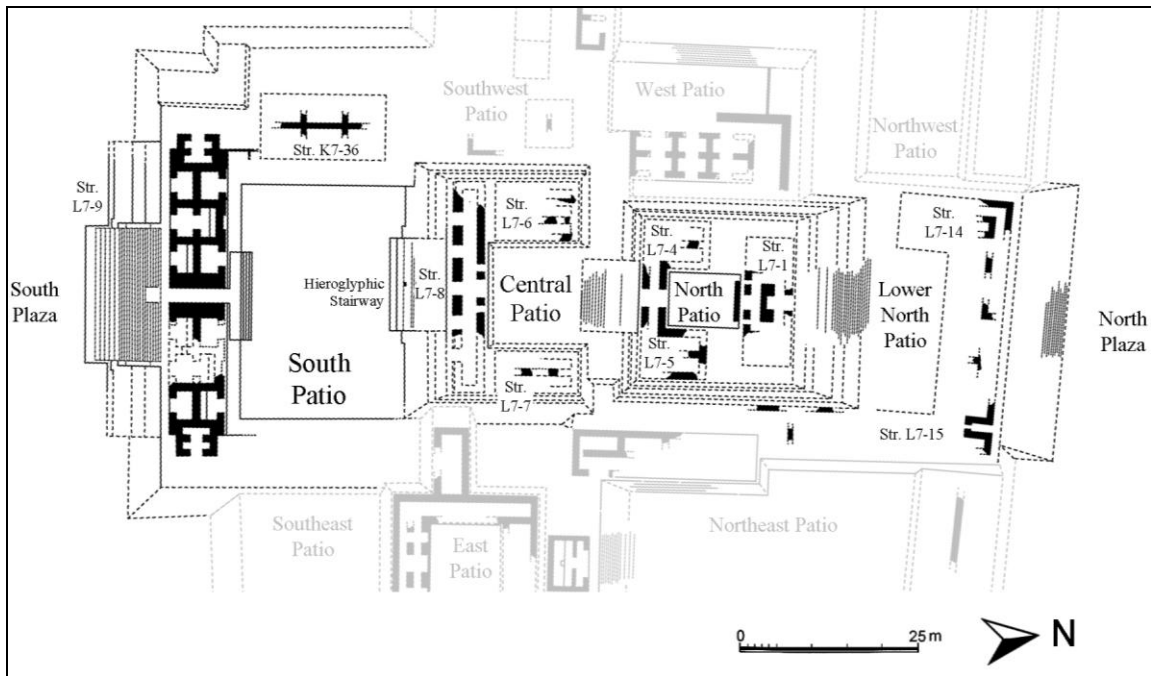 Southwest
Patio
West Patio
Northwest
Patio
Str. K7-36
Str.
L7-9
Str.
L7-6
Str.
L7-4
Str.
L7-1
Str.
L7-14
South
Plaza
Hieroglyphic
Stairway
Str.
L7-8
Central
Patio
North
Patio
Lower
North
Patio
North
Plaza
South
Patio
Str.
L7-5
Str.
L7-7
Str. L7-15
Southeast
Patio
East
Patio
Northeast Patio
0
25 m
N